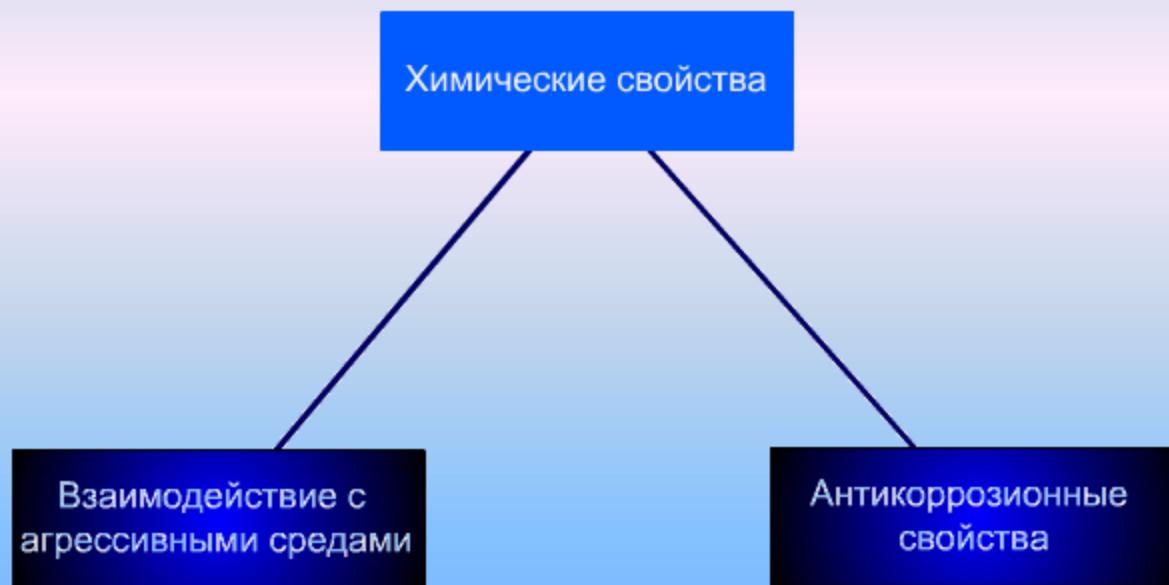 Химические свойства
Взаимодействие с
агрессивными средами
Антикоррозионные
свойства